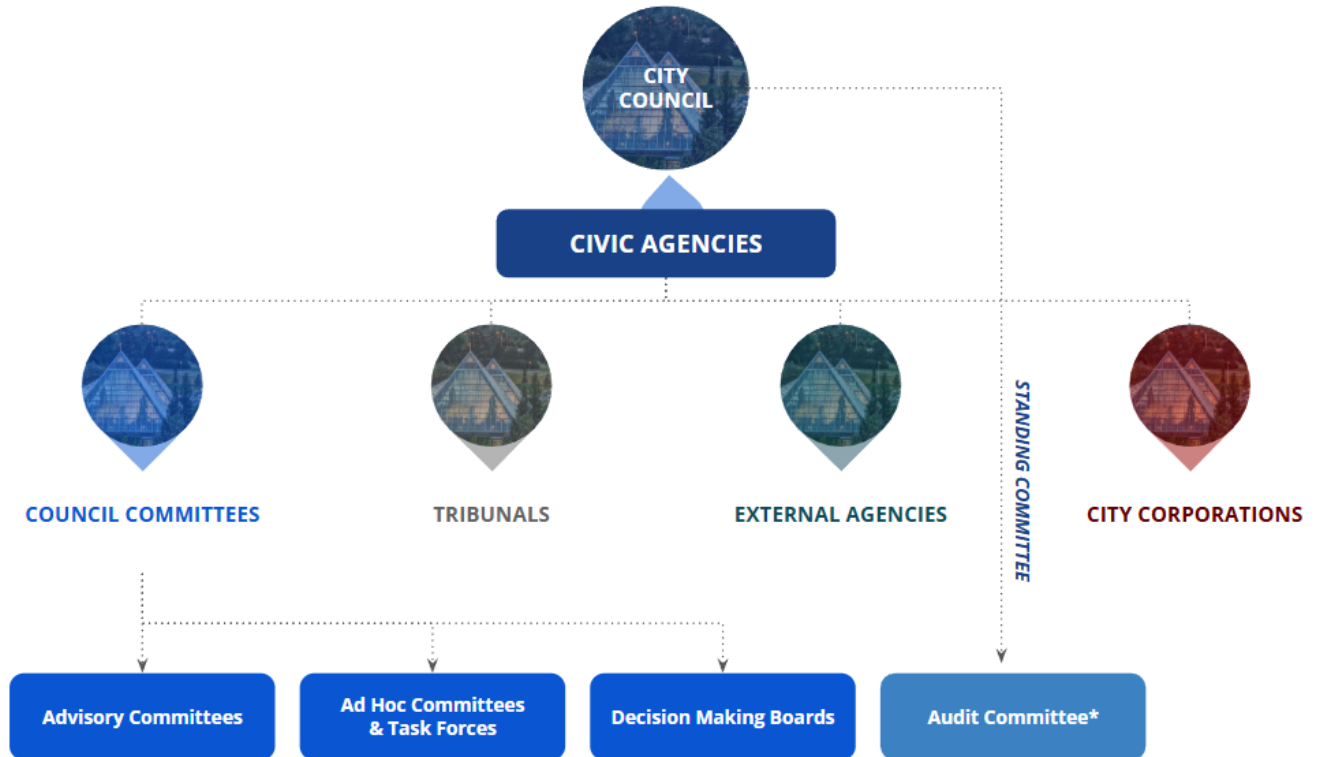 CITY
COUNCIL
CIVIC AGENCIES
COUNCIL COMMITTEES
TRIBUNALS
EXTERNAL AGENCIES
STANDING COMMITTEE
CITY CORPORATIONS
Advisory Committees
Ad Hoc Committees
& Task Forces
Decision Making Boards
Audit Committee*